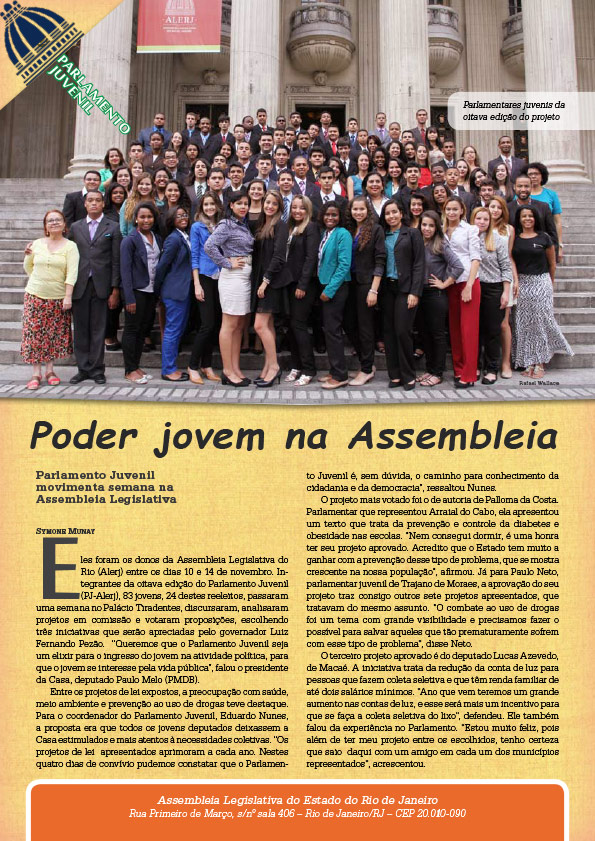 ALERJ
PARLAMENTO
JUVENIL
Parlamentares juvenis da
oitava edição do projeto
Rafael Wallace
Poder jovem na Assembleia
Parlamento Juvenil
movimenta semana na
Assembleia Legislativa
Symone Munay
Eles foram os donos da Assembleia Legislativa do
Rio (Alerj) entre os dias 10 e 14 de novembro. In-
tegrantes da oitava edição do Parlamento Juvenil
(PJ-Alerj), 83 jovens, 24 destes reeleitos, passaram
uma semana no Palácio Tiradentes, discursaram, analisaram
projetos em comissão e votaram proposições, escolhendo
três iniciativas que serão apreciadas pelo governador Luiz
Fernando Pezão. "Queremos que o Parlamento Juvenil seja
um elixir para o ingresso do jovem na atividade política, para
que o jovem se interesse pela vida pública", falou o presidente
da Casa, deputado Paulo Melo (PMDB).
Entre os projetos de lei expostos, a preocupação com saúde,
meio ambiente e prevenção ao uso de drogas teve destaque.
Para o coordenador do Parlamento Juvenil, Eduardo Nunes,
a proposta era que todos os jovens deputados deixassem a
Casa estimulados e mais atentos à necessidades coletivas. "Os
projetos de lei apresentados aprimoram a cada ano. Nestes
quatro dias de convívio pudemos constatar que o Parlamen-
to Juvenil é, sem dúvida, o caminho para conhecimento da
cidadania e da democracia", ressaltou Nunes.
O projeto mais votado foi o de autoria de Palloma da Costa.
Parlamentar que representou Arraial do Cabo, ela apresentou
um texto que trata da prevenção e controle da diabetes e
obesidade nas escolas. "Nem consegui dormir, é uma honra
ter seu projeto aprovado. Acredito que o Estado tem muito a
ganhar com a prevenção desse tipo de problema, que se mostra
crescente na nossa população", afirmou. Já para Paulo Neto,
parlamentar juvenil de Trajano de Moraes, a aprovação do seu
projeto traz consigo outros sete projetos apresentados, que
tratavam do mesmo assunto. "O combate ao uso de drogas
foi um tema com grande visibilidade e precisamos fazer o
possível para salvar aqueles que tão prematuramente sofrem
com esse tipo de problema", disse Neto.
O terceiro projeto aprovado é do deputado Lucas Azevedo,
de Macaé. A iniciativa trata da redução da conta de luz para
pessoas que fazem coleta seletiva e que têm renda familiar de
até dois salários mínimos. "Ano que vem teremos um grande
aumento nas contas de luz, e esse será mais um incentivo para
que se faça a coleta seletiva do lixo", defendeu. Ele também
falou da experiência no Parlamento. "Estou muito feliz, pois
além de ter meu projeto entre os escolhidos, tenho certeza
que saio daqui com um amigo em cada um dos municípios
representados", acrescentou.
Assembleia Legislativa do Estado do Rio de Janeiro
Rua Primeiro de Março, s/nº sala 406 – Rio de Janeiro/RJ – CEP 20.010-090